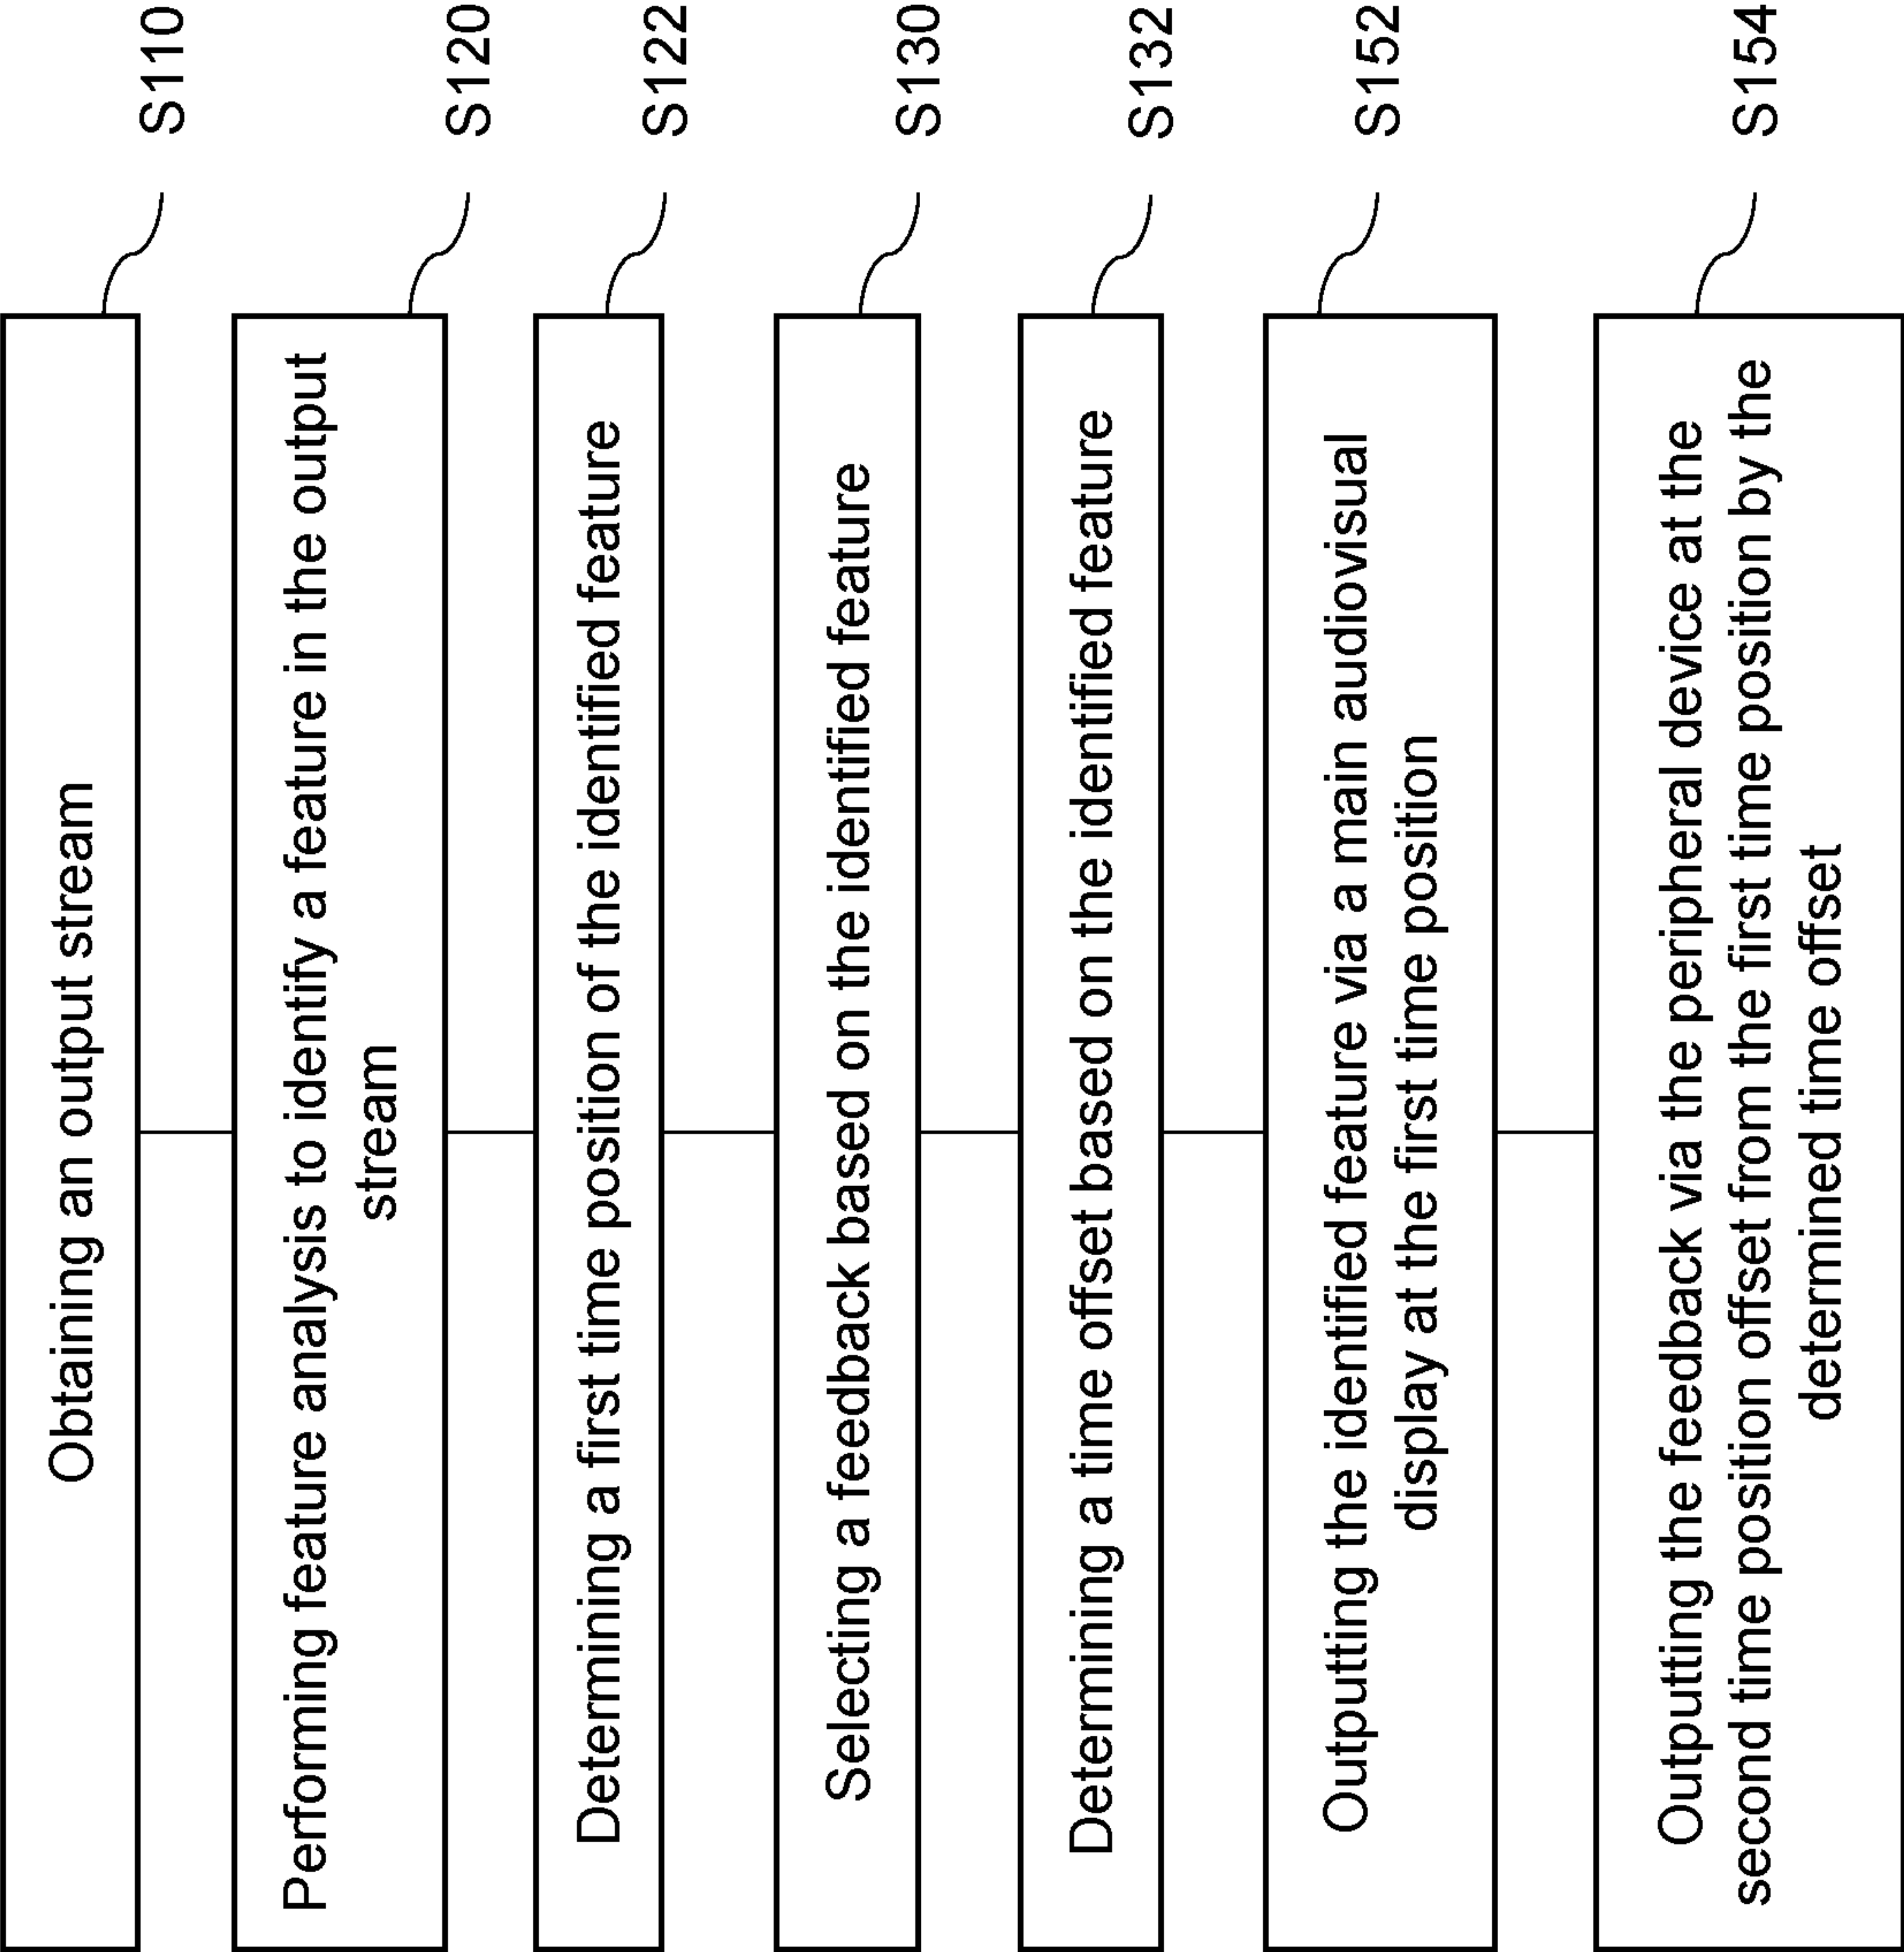 Obtaining an output stream
S110
Performing feature analysis to identify a feature in the output
stream
S120
Determining a first time position of the identified feature
S122
Selecting a feedback based on the identified feature
S130
Determining a time offset based on the identified feature
S132
Outputting the identified feature via a main audiovisual
display at the first time position
S152
Outputting the feedback via the peripheral device at the
second time position offset from the first time position by the
determined time offset
S154